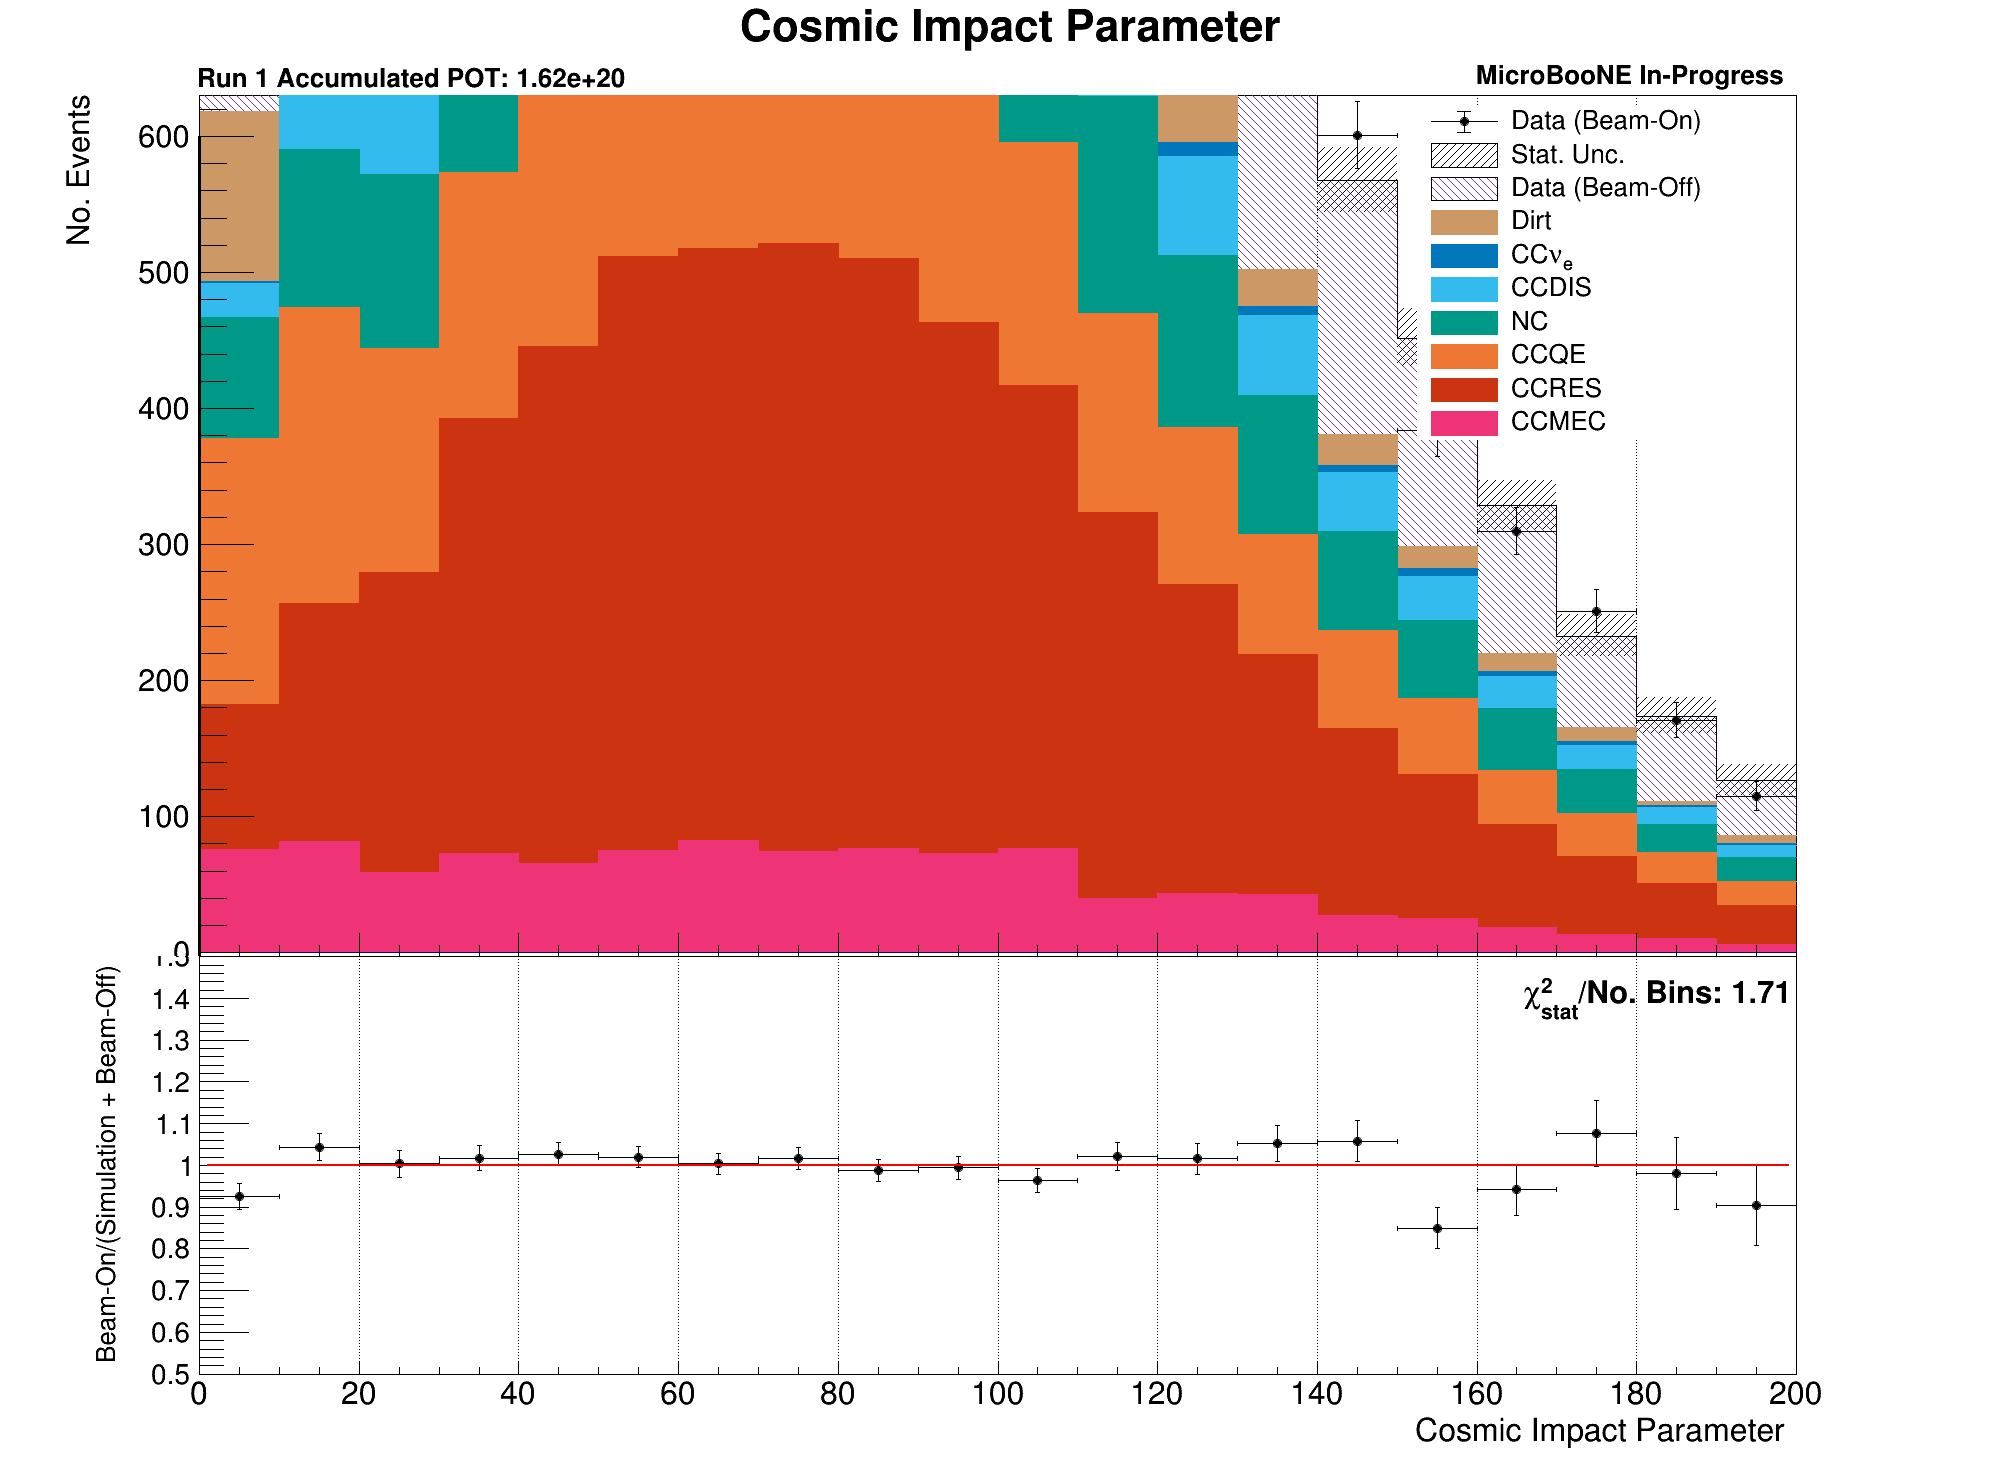 Cosmic Impact Parameter
Run 1 Accumulated POT: 1.62e+20
MicroBooNE In-Progress
No. Events
600
500
400
300
200
100
0
Data (Beam-On)
Stat. Unc.
Data (Beam-Off)
Dirt
CCνe
CCDIS
NC
CCQE
CCRES
CCMEC
Beam-On/(Simulation + Beam-Off)
1.5
1.4
1.3
1.2
1.1
1
0.9
0.8
0.7
0.6
0.5
χ²stat/No. Bins: 1.71
0 20 40 60 80 100 120 140 160 180 200
Cosmic Impact Parameter